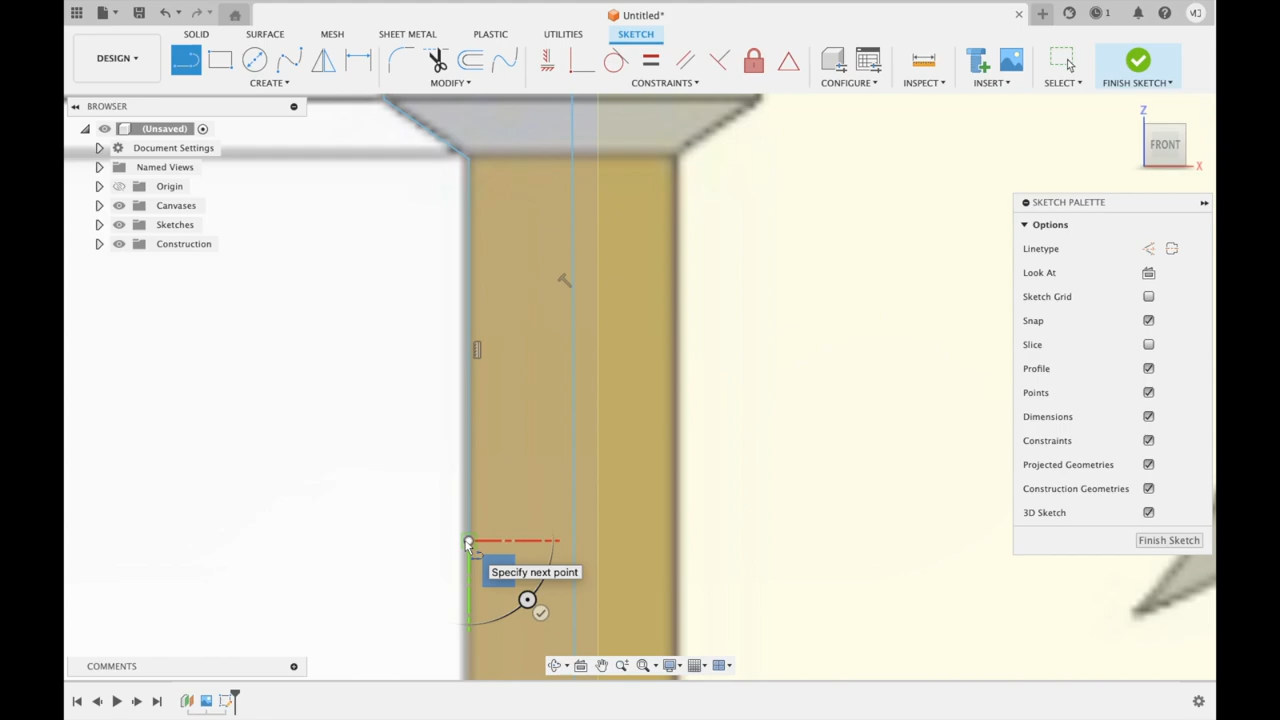 Untitled*
1
MJ
DESIGN
SOLID SURFACE MESH SHEET METAL PLASTIC UTILITIES SKETCH
CREATE MODIFY CONSTRAINTS CONFIGURE INSPECT INSERT SELECT FINISH SKETCH
BROWSER
(Unsaved)
Document Settings
Named Views
Origin
Canvases
Sketches
Construction
Z
FRONT
X
SKETCH PALETTE
Options
Linetype
Look At
Sketch Grid
Snap
Slice
Profile
Points
Dimensions
Constraints
Projected Geometries
Construction Geometries
3D Sketch
Finish Sketch
Specify next point
COMMENTS